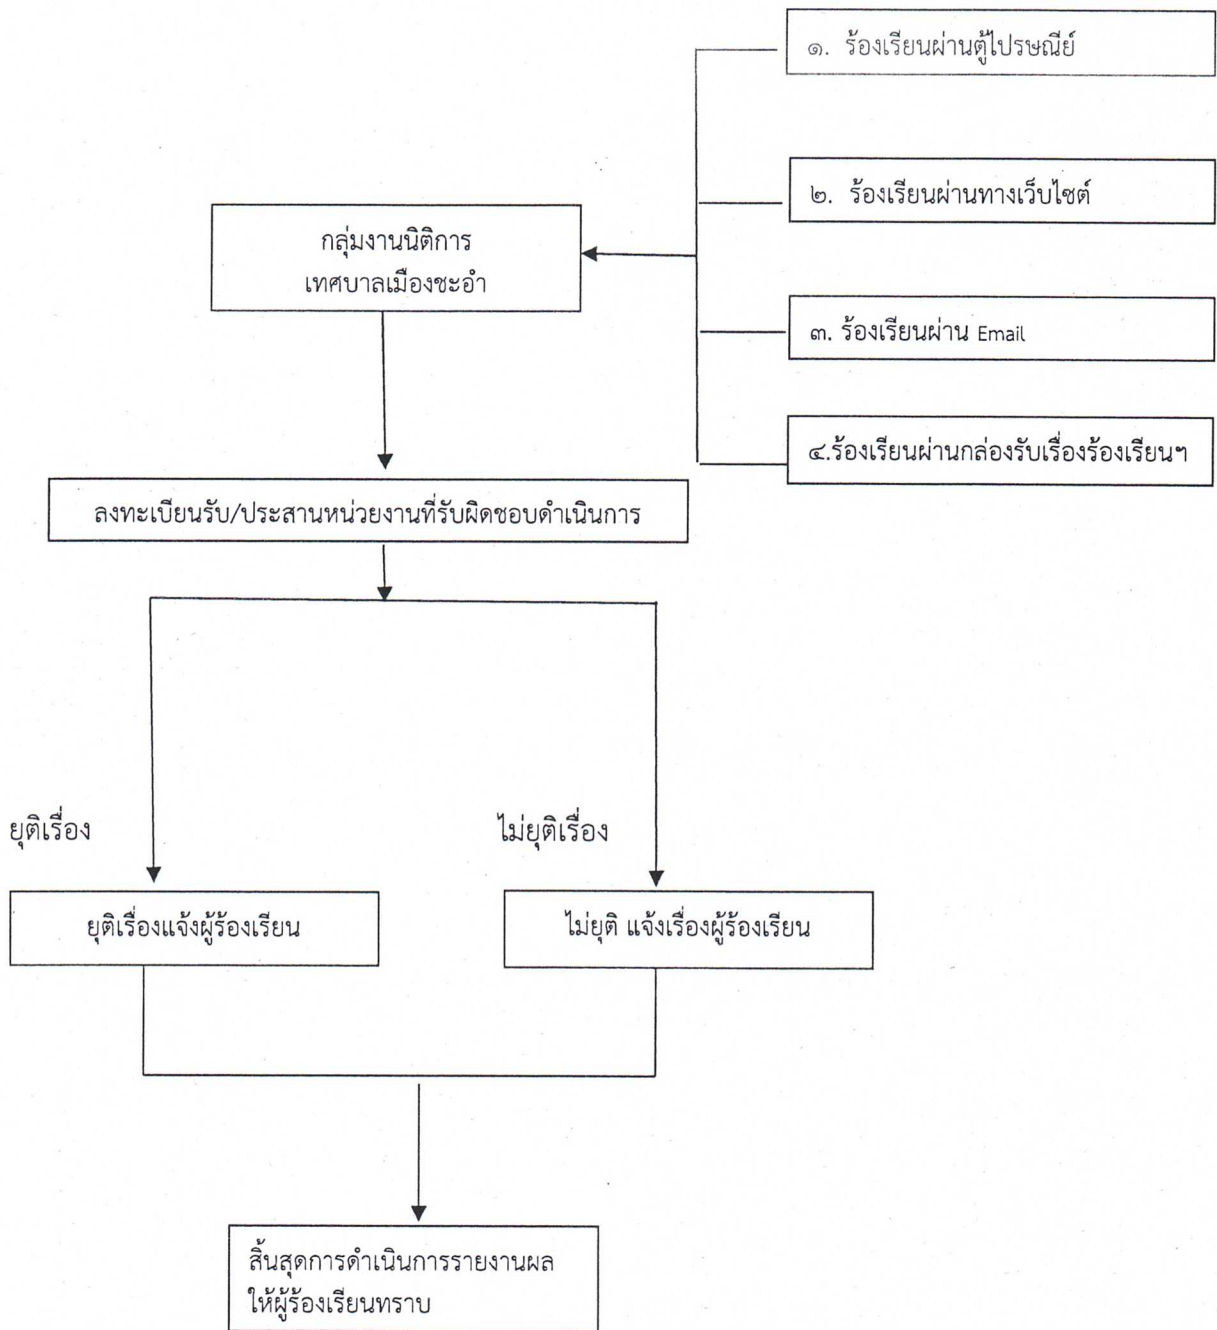 ๑. ร้องเรียนผ่านตู้ไปรษณีย์
๒. ร้องเรียนผ่านทางเว็บไซต์
กลุ่มงานนิติการ
เทศบาลเมืองชะอำ
๓. ร้องเรียนผ่าน Email
๔.ร้องเรียนผ่านกล่องรับเรื่องร้องเรียนฯ
ลงทะเบียนรับ/ประสานหน่วยงานที่รับผิดชอบดำเนินการ
ยุติเรื่อง
ไม่ยุติเรื่อง
ยุติเรื่องแจ้งผู้ร้องเรียน
ไม่ยุติ แจ้งเรื่องผู้ร้องเรียน
สิ้นสุดการดำเนินการรายงานผล
ให้ผู้ร้องเรียนทราบ